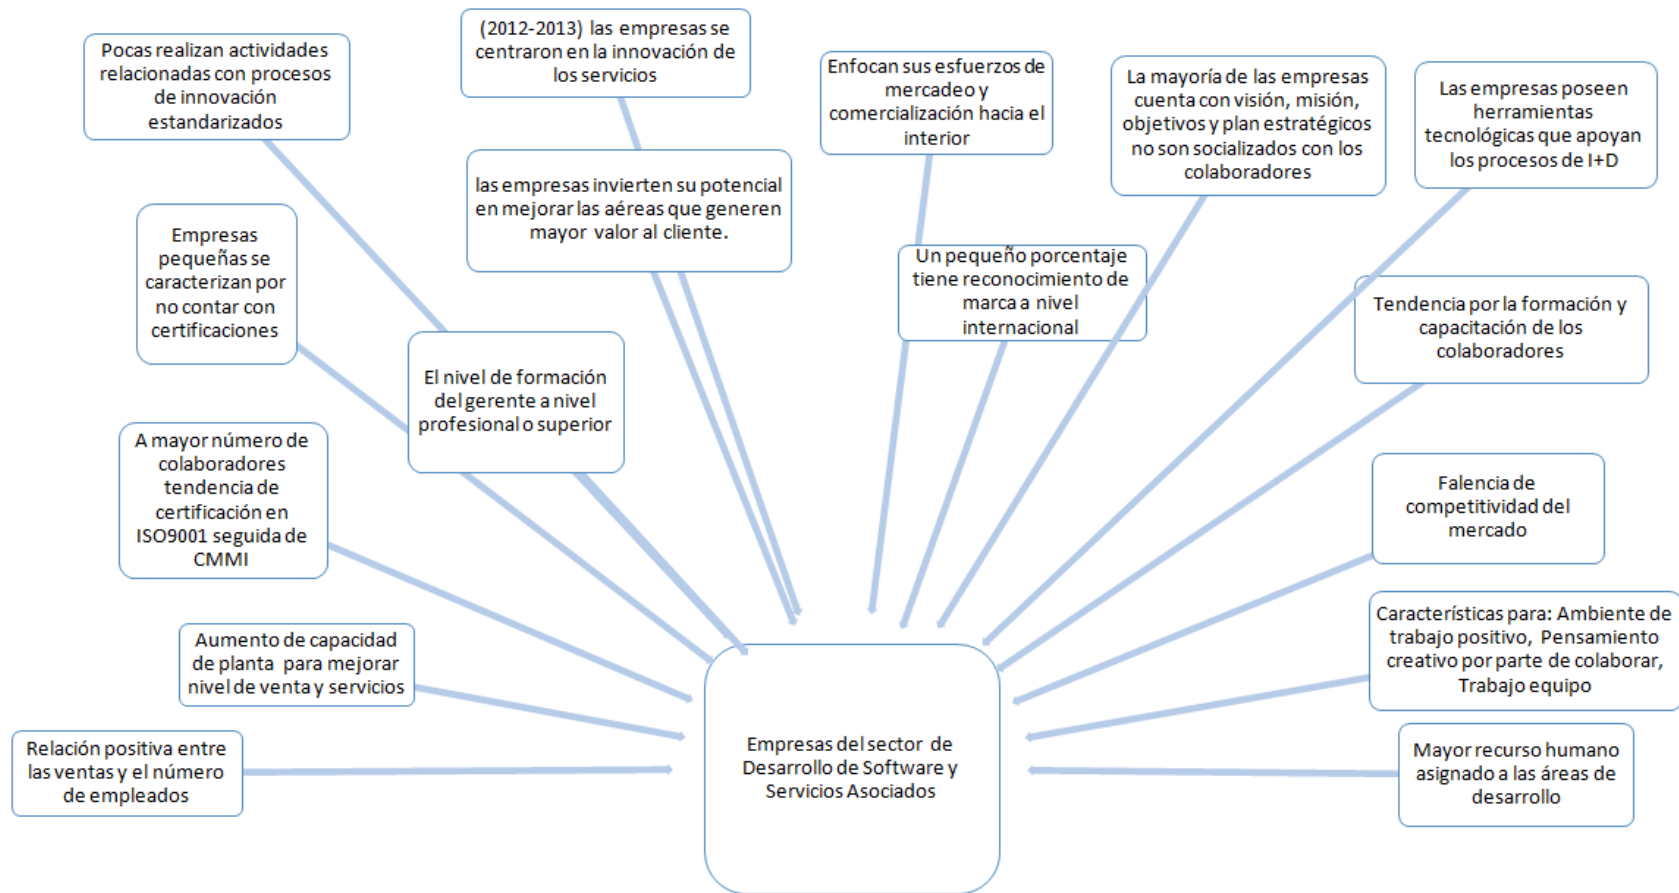 Pocas realizan actividades
relacionadas con procesos
de innovación
estandarizados
(2012-2013) las empresas se
centraron en la innovación de
los servicios
Enfocan sus esfuerzos de
mercadeo y
comercialización hacia el
interior
La mayoría de las empresas
cuenta con visión, misión,
objetivos y plan estratégicos
no son socializados con los
colaboradores
Las empresas poseen
herramientas
tecnológicas que apoyan
los procesos de I+D
las empresas invierten su potencial
en mejorar las aéreas que generen
mayor valor al cliente.
Empresas
pequeñas se
caracterizan por
no contar con
certificaciones
Un pequeño porcentaje
tiene reconocimiento de
marca a nivel
internacional
Tendencia por la formación y
capacitación de los
colaboradores
El nivel de formación
del gerente a nivel
profesional o superior
A mayor número de
colaboradores
tendencia de
certificación en
ISO9001 seguida de
CMMI
Falencia de
competitividad del
mercado
Aumento de capacidad
de planta para mejorar
nivel de venta y servicios
Características para: Ambiente de
trabajo positivo, Pensamiento
creativo por parte de colaborar,
Trabajo equipo
Relación positiva entre
las ventas y el número
de empleados
Empresas del sector de
Desarrollo de Software y
Servicios Asociados
Mayor recurso humano
asignado a las áreas de
desarrollo